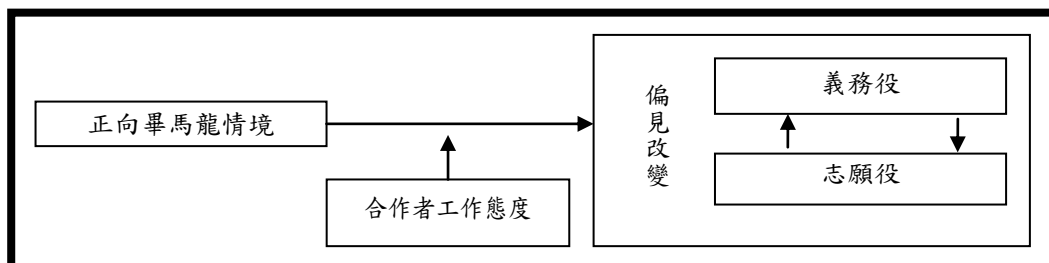 正向畢馬龍情境
合作者工作態度
偏見改變
義務役
志願役